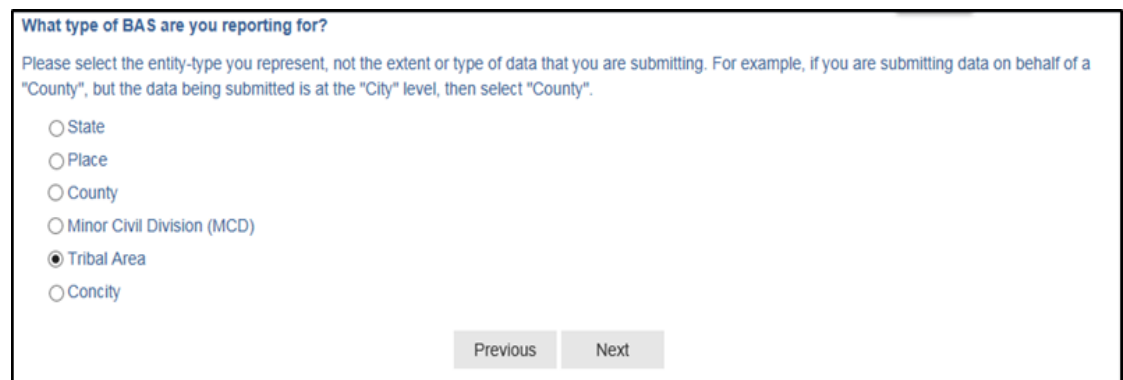 What type of BAS are you reporting for?
Please select the entity-type you represent, not the extent or type of data that you are submitting. For example, if you are submitting data on behalf of a
"County", but the data being submitted is at the "City" level, then select "County".
State
Place
County
Minor Civil Division (MCD)
Tribal Area
Concity
Previous Next